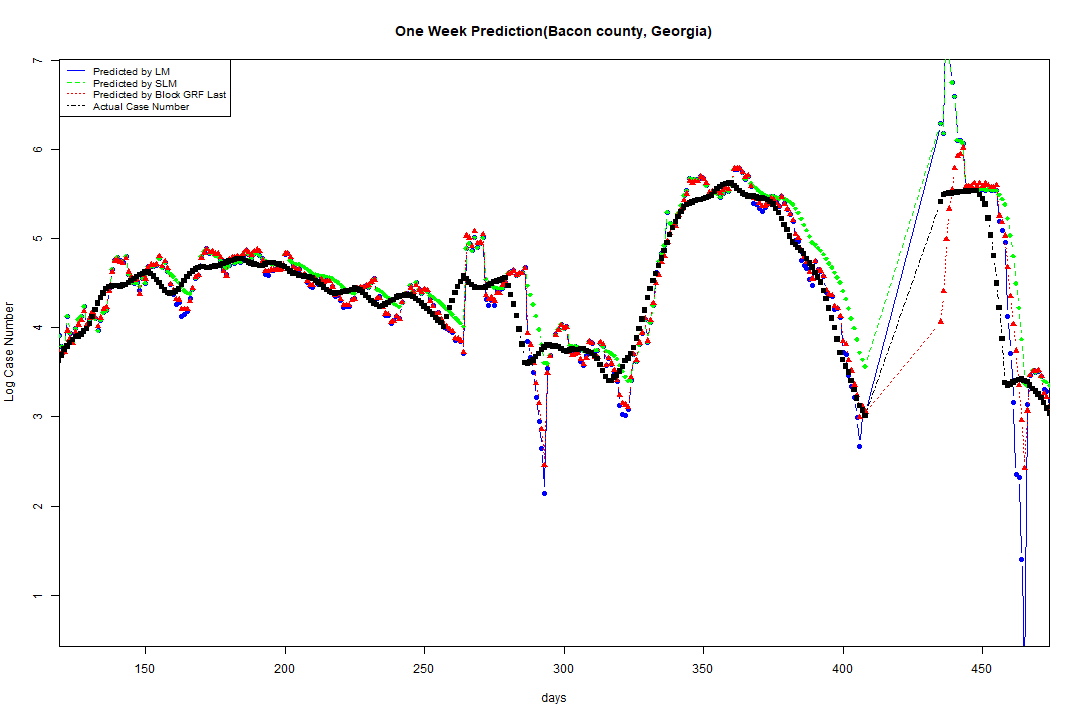 One Week Prediction(Bacon county, Georgia)
Predicted by LM
Predicted by SLM
Predicted by Block GRF Last
Actual Case Number
7
6
5
4
3
2
1
Log Case Number
150 200 250 300 350 400 450
days